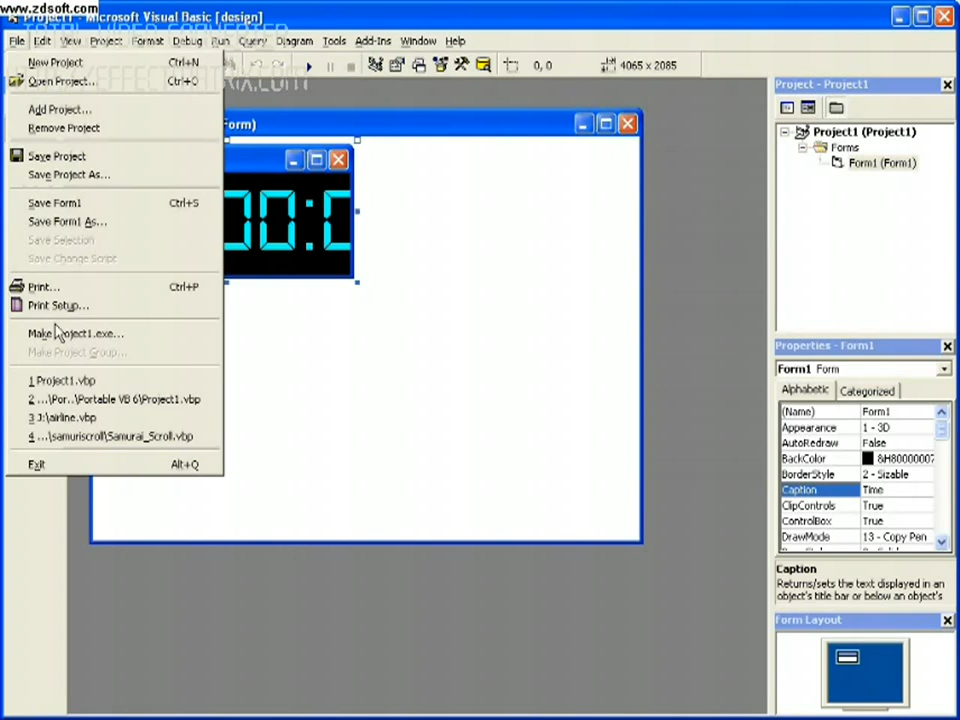 www.zdsoft.com
Project1 - Microsoft Visual Basic [design]
File Edit View Project Format Debug Run Query Diagram Tools Add-Ins Window Help
0, 0
4065 x 2085
New Project Ctrl+N
Open Project... Ctrl+O
Add Project...
Remove Project
Save Project
Save Project As...
Save Form1 Ctrl+S
Save Form1 As...
Save Selection
Save Change Script
Print... Ctrl+P
Print Setup...
Make Project1.exe...
Make Project Group...
1 Project1.vbp
2 ...\Por..\Portable VB 6\Project1.vbp
3 J:\airline.vbp
4 ...\samuriscroll\Samurai_Scroll.vbp
Exit Alt+Q
Form)
00:0
Project - Project1
Project1 (Project1)
Forms
Form1 (Form1)
Properties - Form1
Form1 Form
Alphabetic Categorized
(Name) Form1
Appearance 1 - 3D
AutoRedraw False
BackColor &H80000007
BorderStyle 2 - Sizable
Caption Time
ClipControls True
ControlBox True
DrawMode 13 - Copy Pen
Caption
Returns/sets the text displayed in an
object's title bar or below an object's
Form Layout